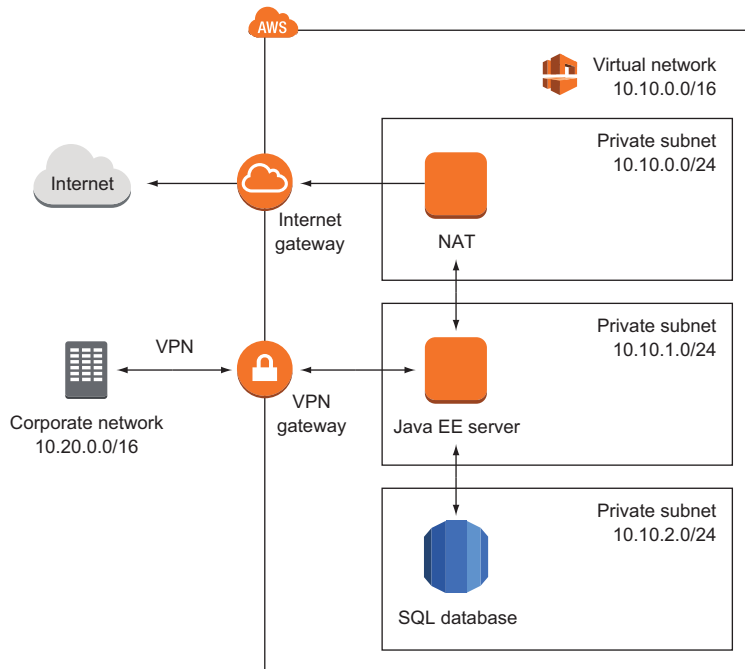 AWS
Virtual network
10.10.0.0/16
Private subnet
10.10.0.0/24
Internet
Internet
gateway
NAT
Private subnet
10.10.1.0/24
VPN
VPN
gateway
Corporate network
10.20.0.0/16
Java EE server
Private subnet
10.10.2.0/24
SQL database